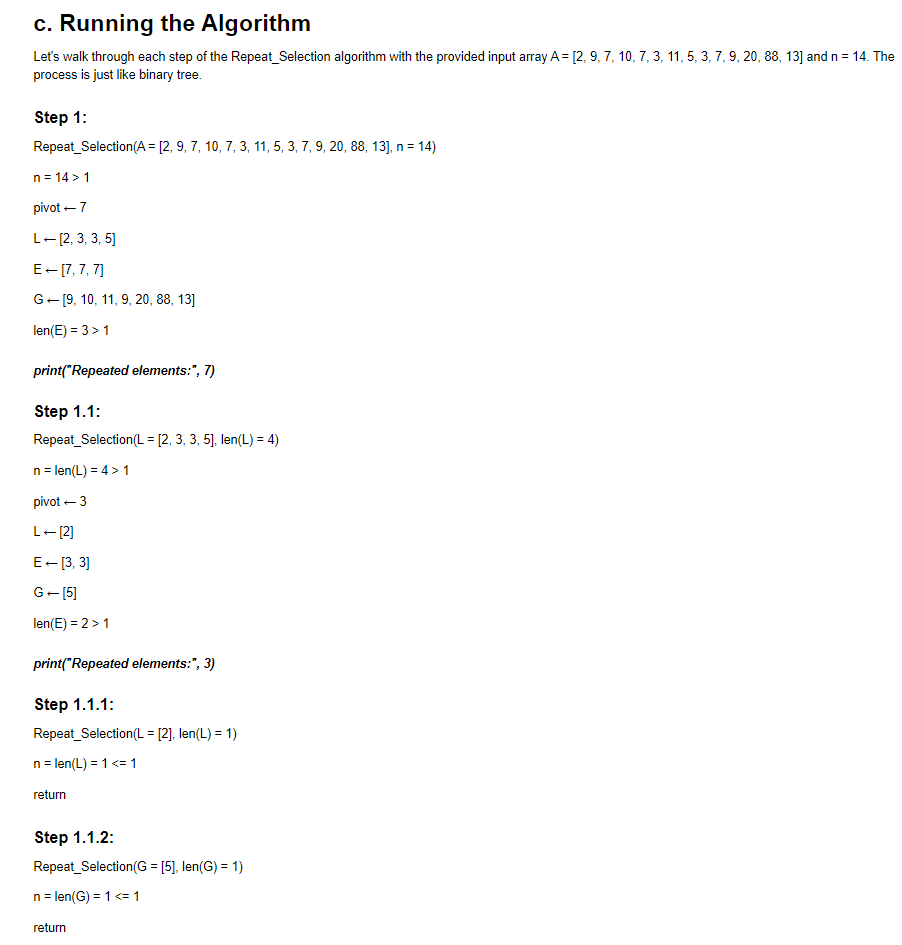 c. Running the Algorithm
Let's walk through each step of the Repeat_Selection algorithm with the provided input array A = [2, 9, 7, 10, 7, 3, 11, 5, 3, 7, 9, 20, 88, 13] and n = 14. The
process is just like binary tree.
Step 1:
Repeat_Selection(A = [2, 9, 7, 10, 7, 3, 11, 5, 3, 7, 9, 20, 88, 13], n = 14)
n = 14 > 1
pivot ← 7
L ← [2, 3, 3, 5]
E ← [7, 7, 7]
G ← [9, 10, 11, 9, 20, 88, 13]
len(E) = 3 > 1
print("Repeated elements:", 7)
Step 1.1:
Repeat_Selection(L = [2, 3, 3, 5], len(L) = 4)
n = len(L) = 4 > 1
pivot ← 3
L ← [2]
E ← [3, 3]
G ← [5]
len(E) = 2 > 1
print("Repeated elements:", 3)
Step 1.1.1:
Repeat_Selection(L = [2], len(L) = 1)
n = len(L) = 1 <= 1
return
Step 1.1.2:
Repeat_Selection(G = [5], len(G) = 1)
n = len(G) = 1 <= 1
return